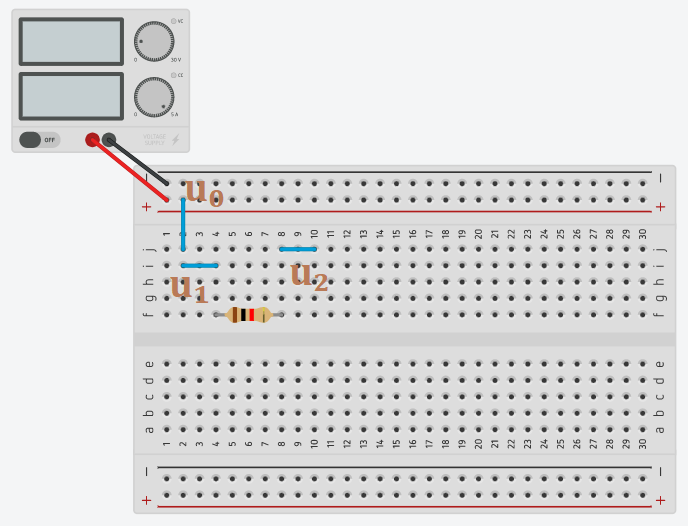 VC
0 30 V
CC
0 5 A
OFF
VOLTAGE
SUPPLY
u0
− −
+ +
1 2 3 4 5 6 7 8 9 10 11 12 13 14 15 16 17 18 19 20 21 22 23 24 25 26 27 28 29 30
j j
i i
u1 u2
h h
g g
f f
e e
d d
c c
b b
a a
1 2 3 4 5 6 7 8 9 10 11 12 13 14 15 16 17 18 19 20 21 22 23 24 25 26 27 28 29 30
− −
+ +